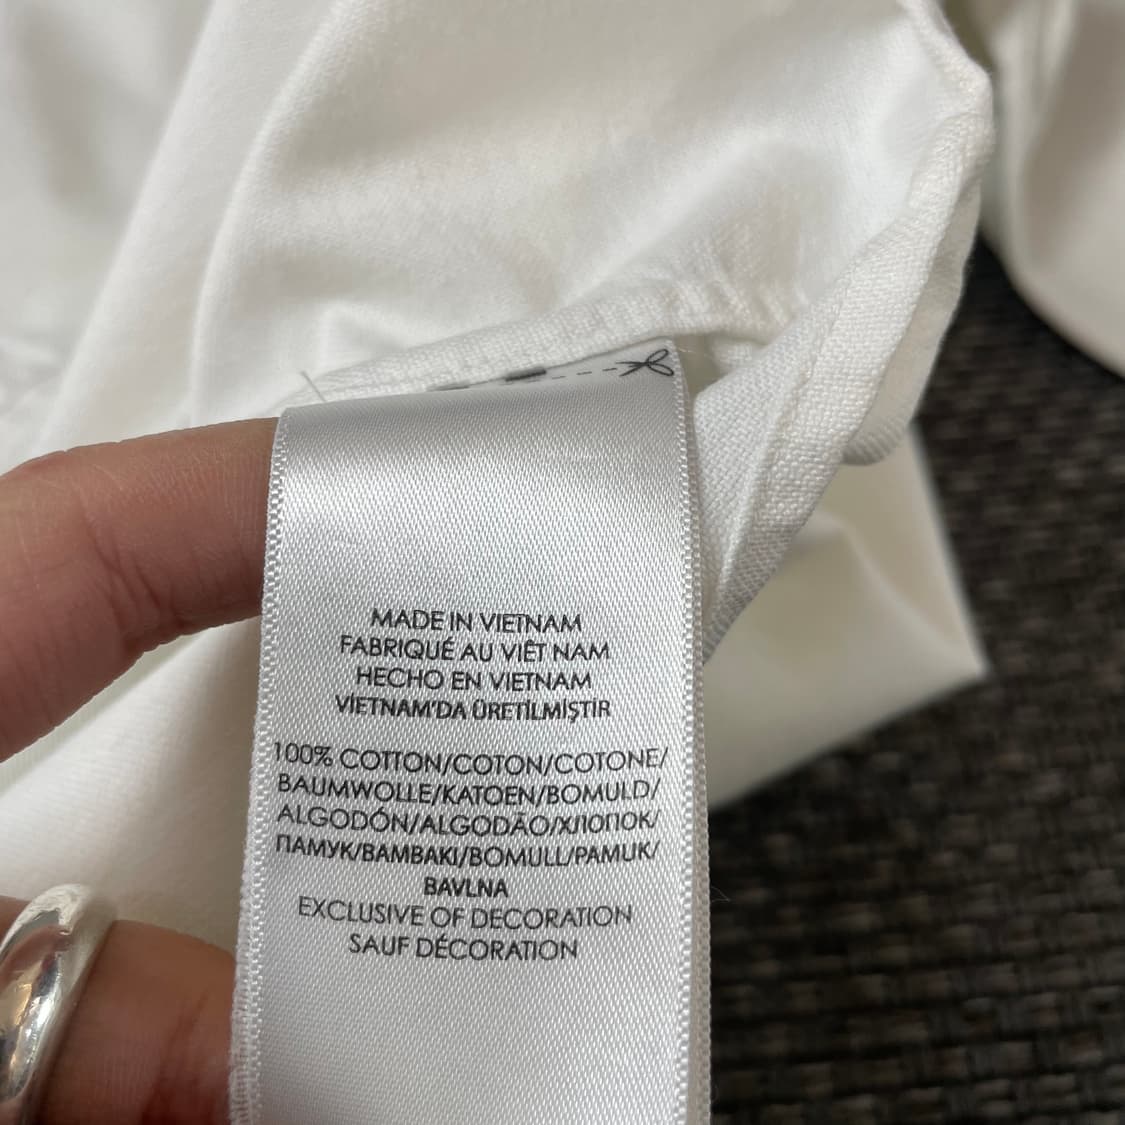 MADE IN VIETNAM
FABRIQUÉ AU VIÊT NAM
HECHO EN VIETNAM
VİETNAM'DA ÜRETİLMİŞTİR
100% COTTON/COTON/COTONE/
BAUMWOLLE/KATOEN/BOMULD/
ALGODÓN/ALGODÃO/ХЛОПОК/
ПАМУК/BAMBAKI/BOMULL/PAMUK/
BAVLNA
EXCLUSIVE OF DECORATION
SAUF DÉCORATION